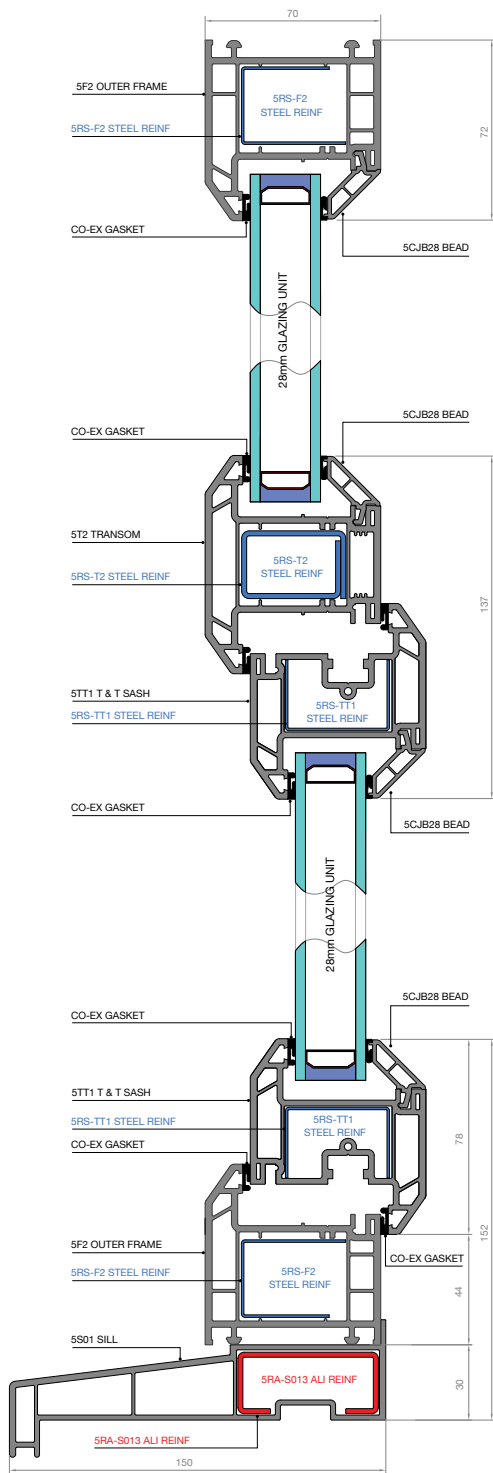 70
5F2 OUTER FRAME
5RS-F2
STEEL REINF
5RS-F2 STEEL REINF
72
CO-EX GASKET
5CJB28 BEAD
28mm GLAZING UNIT
5CJB28 BEAD
CO-EX GASKET
5T2 TRANSOM
5RS-T2
STEEL REINF
5RS-T2 STEEL REINF
137
5TT1 T & T SASH
5RS-TT1
STEEL REINF
5RS-TT1 STEEL REINF
CO-EX GASKET
5CJB28 BEAD
28mm GLAZING UNIT
5CJB28 BEAD
CO-EX GASKET
5TT1 T & T SASH
5RS-TT1
STEEL REINF
5RS-TT1 STEEL REINF
78
CO-EX GASKET
152
5F2 OUTER FRAME
CO-EX GASKET
5RS-F2
STEEL REINF
5RS-F2 STEEL REINF
44
5S01 SILL
5RA-S013 ALI REINF
30
5RA-S013 ALI REINF
150